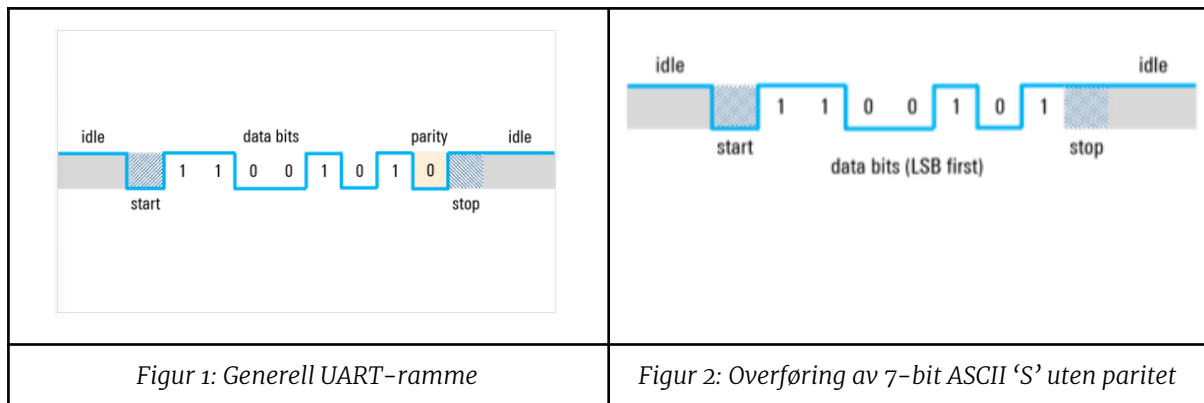 idle data bits parity idle
1 1 0 0 1 0 1 0
start stop
Figur 1: Generell UART-ramme
idle idle
1 1 0 0 1 0 1
start stop
data bits (LSB first)
Figur 2: Overføring av 7-bit ASCII ‘S’ uten paritet